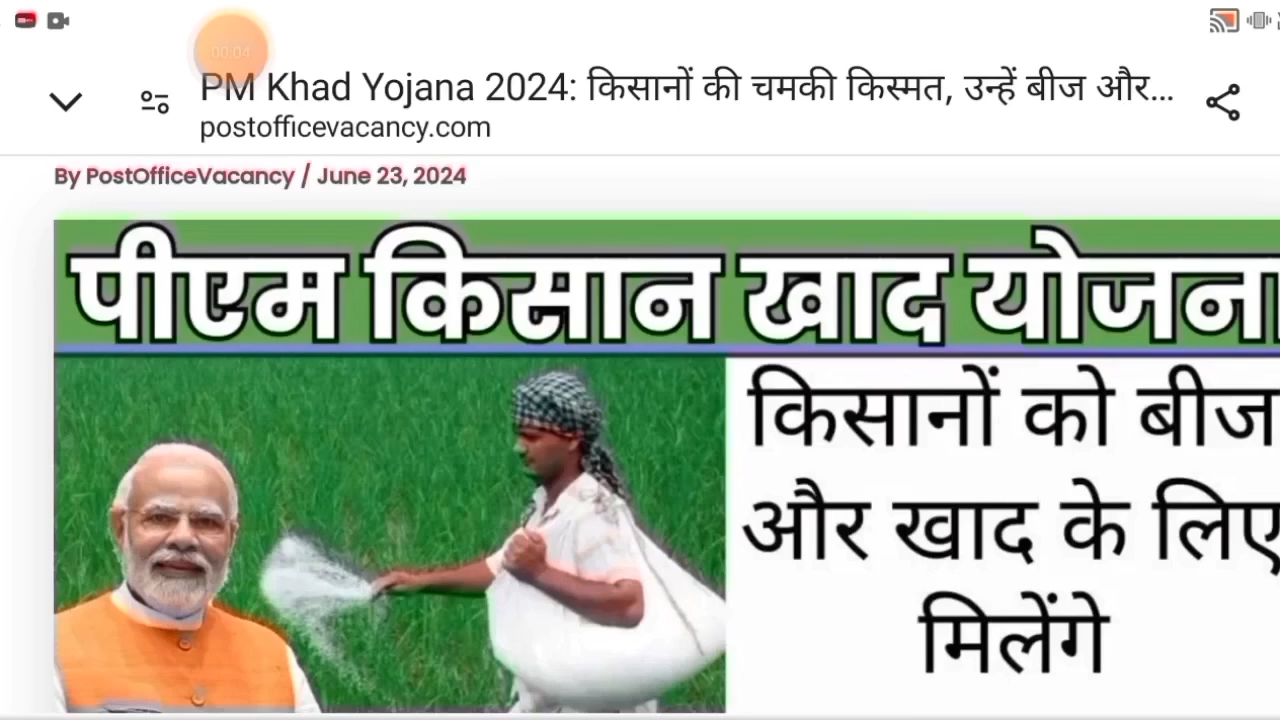 00:04
PM Khad Yojana 2024: किसानों की चमकी किस्मत, उन्हें बीज और...
postofficevacancy.com
By PostOfficeVacancy / June 23, 2024
पीएम किसान खाद योजना
किसानों को बीज
और खाद के लिए
मिलेंगे